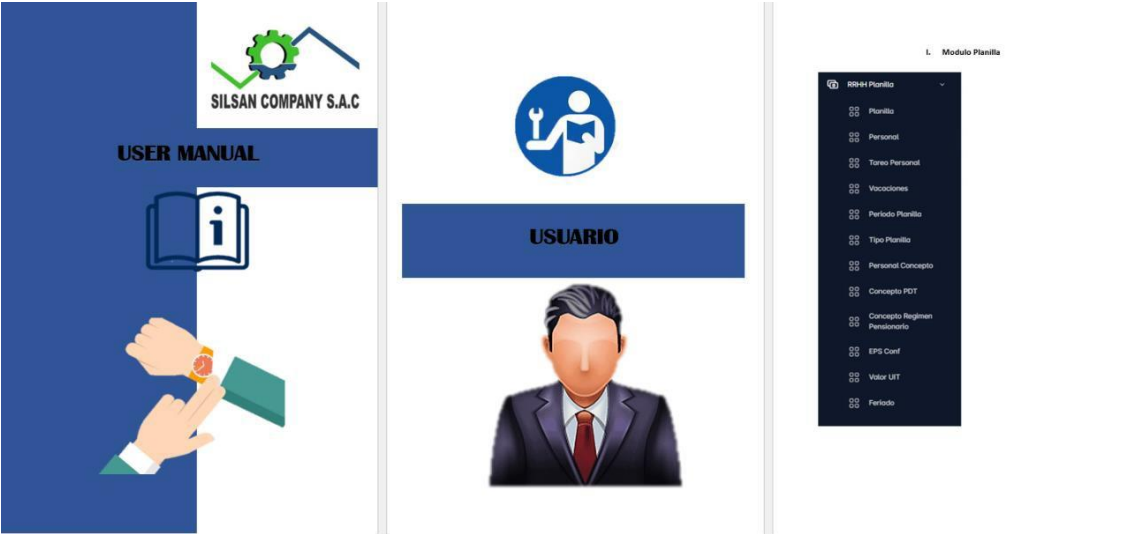 SILSAN COMPANY S.A.C
USER MANUAL
i
USUARIO
I. Modulo Planilla
RRHH Planilla
Planilla
Personal
Tareo Personal
Vacaciones
Período Planilla
Tipo Planilla
Personal Concepto
Concepto PDT
Concepto Regimen
Pensionario
EPS Conf
Valor UIT
Feriado